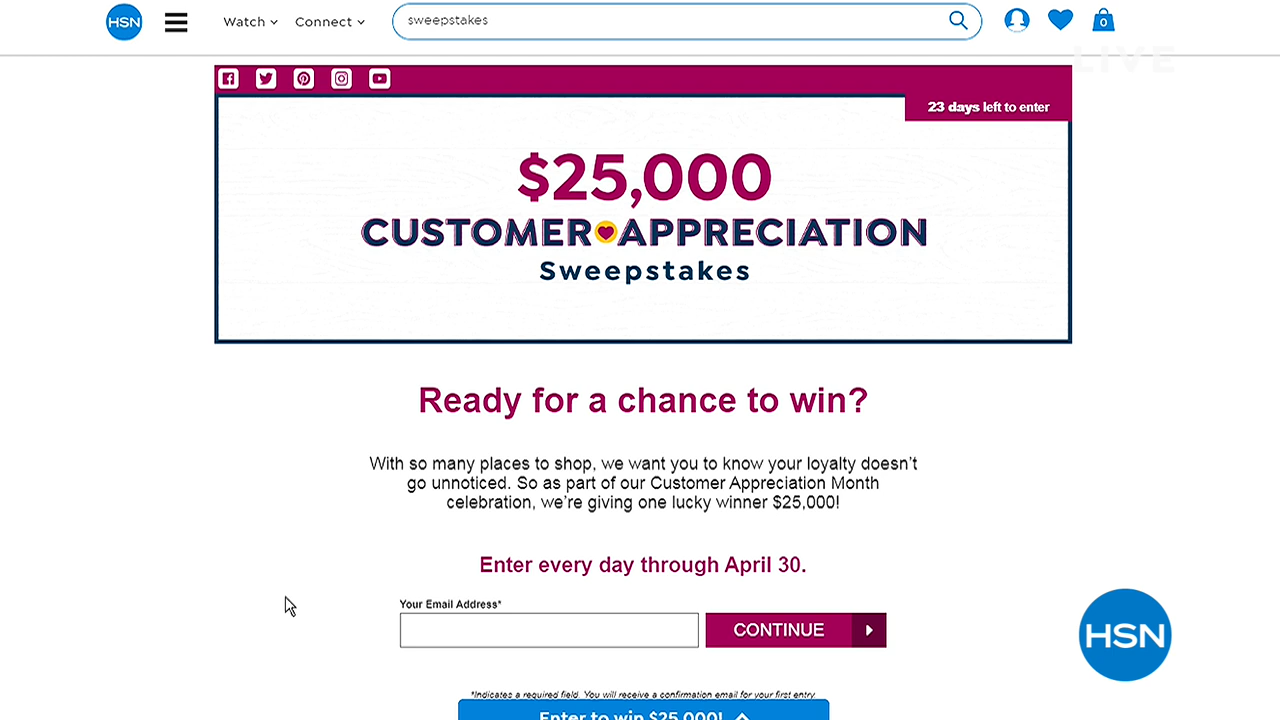 HSN
Watch
Connect
sweepstakes
0
LIVE
23 days left to enter
$25,000
CUSTOMER APPRECIATION
Sweepstakes
Ready for a chance to win?
With so many places to shop, we want you to know your loyalty doesn't
go unnoticed. So as part of our Customer Appreciation Month
celebration, we're giving one lucky winner $25,000!
Enter every day through April 30.
Your Email Address*
CONTINUE
HSN
*Indicates a required field. You will receive a confirmation email for your first entry
Enter to win $25,000!